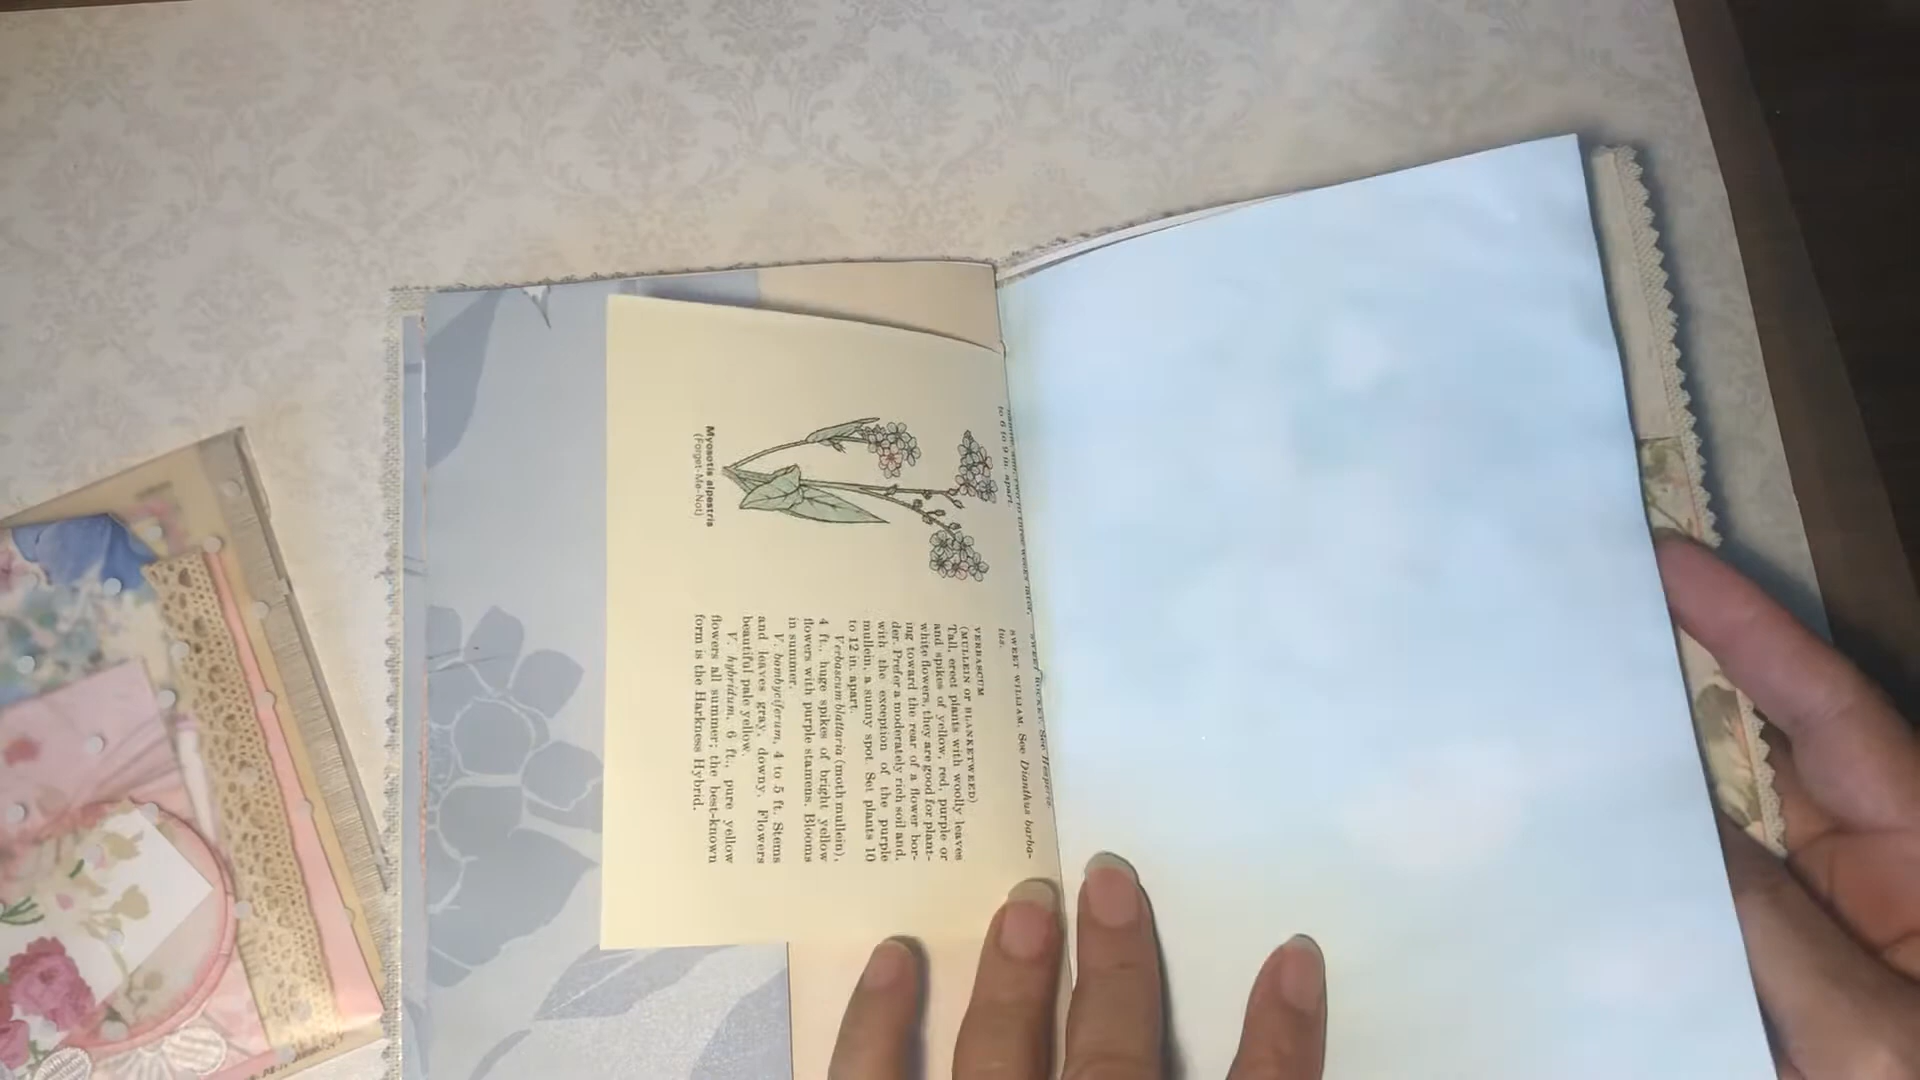 to 6 to 9 in. apart.
Myosotis alpestris
(Forget-Me-Not)
SWEET ROCKET. See Hesperis.
SWEET WILLIAM. See Dianthus barba-
tus.
VERBASCUM
(MULLEIN OR BLANKETWEED)
Tall, erect plants with woolly leaves
and spikes of yellow, red, purple or
white flowers, they are good for plant-
ing toward the rear of a flower bor-
der. Prefer a moderately rich soil and,
with the exception of the purple
mullein, a sunny spot. Set plants 10
to 12 in. apart.
Verbascum blattaria (moth mullein),
4 ft., huge spikes of bright yellow
flowers with purple stamens. Blooms
in summer.
V. bombyciferum, 4 to 5 ft. Stems
and leaves gray, downy. Flowers
beautiful pale yellow.
V. hybridum, 6 ft., pure yellow
flowers all summer; the best-known
form is the Harkness Hybrid.